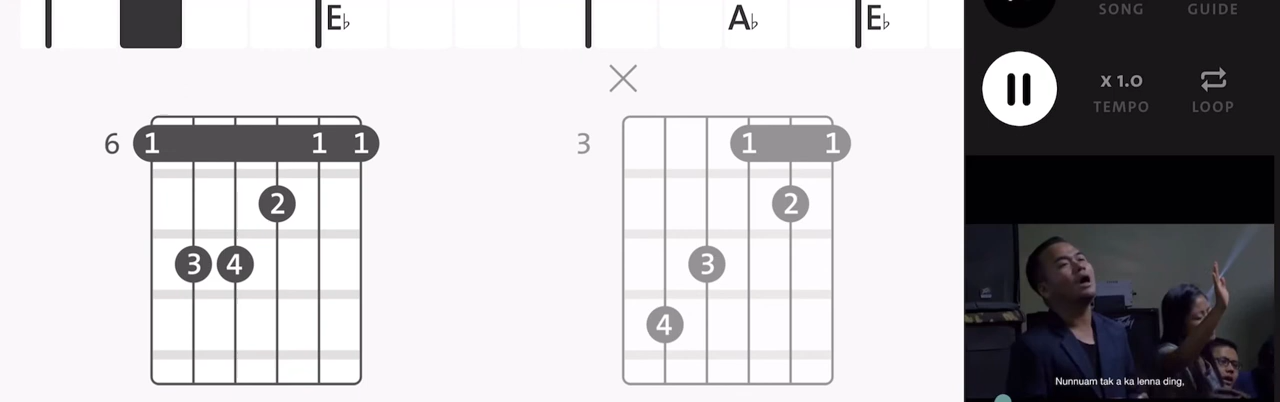 E♭ A♭ E♭
SONG GUIDE
x 1.0
TEMPO LOOP
6 1 1 1
2
3 4
3 1 1
2
3
4
Nunnuam tak a ka lenna ding,